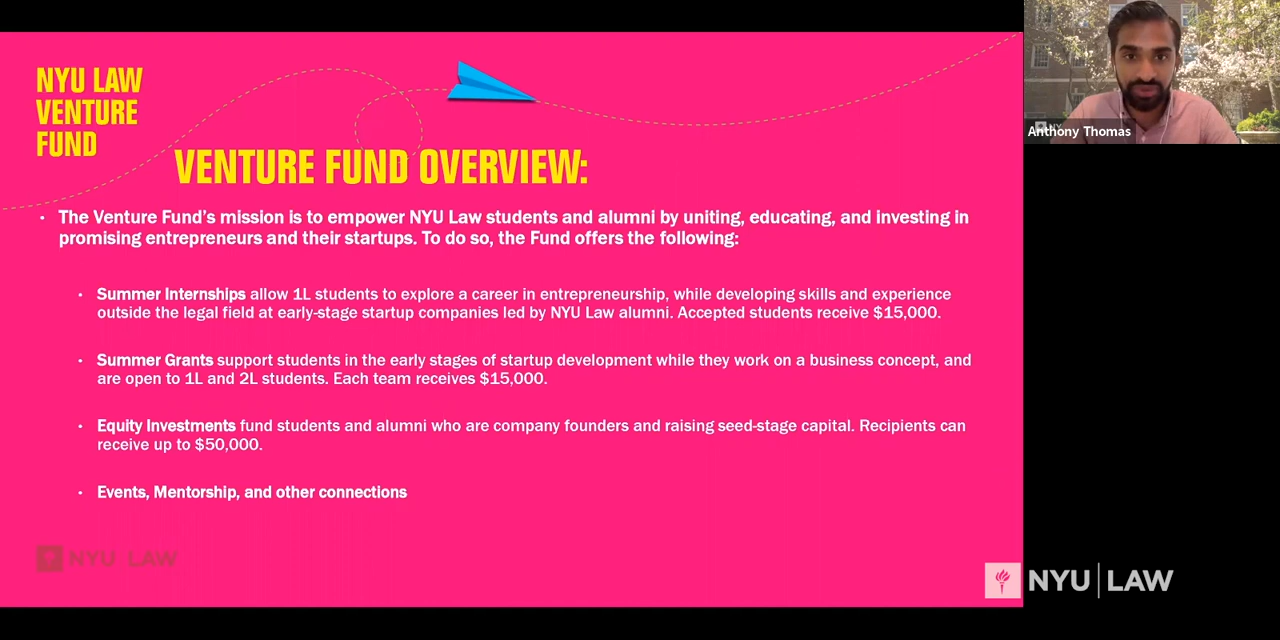 NYU LAW
VENTURE
FUND
VENTURE FUND OVERVIEW:
• The Venture Fund's mission is to empower NYU Law students and alumni by uniting, educating, and investing in
promising entrepreneurs and their startups. To do so, the Fund offers the following:
• Summer Internships allow 1L students to explore a career in entrepreneurship, while developing skills and experience
outside the legal field at early-stage startup companies led by NYU Law alumni. Accepted students receive $15,000.
• Summer Grants support students in the early stages of startup development while they work on a business concept, and
are open to 1L and 2L students. Each team receives $15,000.
• Equity Investments fund students and alumni who are company founders and raising seed-stage capital. Recipients can
receive up to $50,000.
• Events, Mentorship, and other connections
NYU LAW
Anthony Thomas
NYU LAW